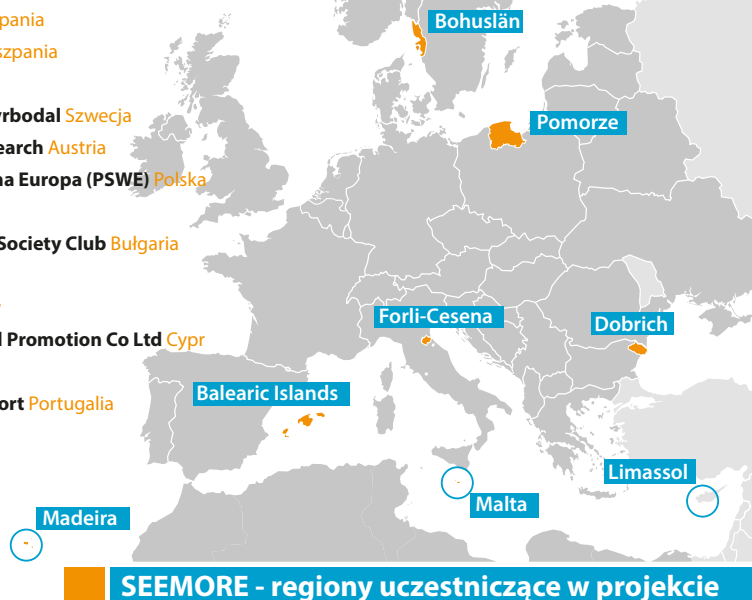 pania
szpania
yrbodal Szwecja
earch Austria
na Europa (PSWE) Polska
Society Club Bułgaria
l Promotion Co Ltd Cypr
ort Portugalia
Bohuslän
Pomorze
Forli-Cesena
Dobrich
Balearic Islands
Limassol
Malta
Madeira
SEEMORE - regiony uczestniczące w projekcie